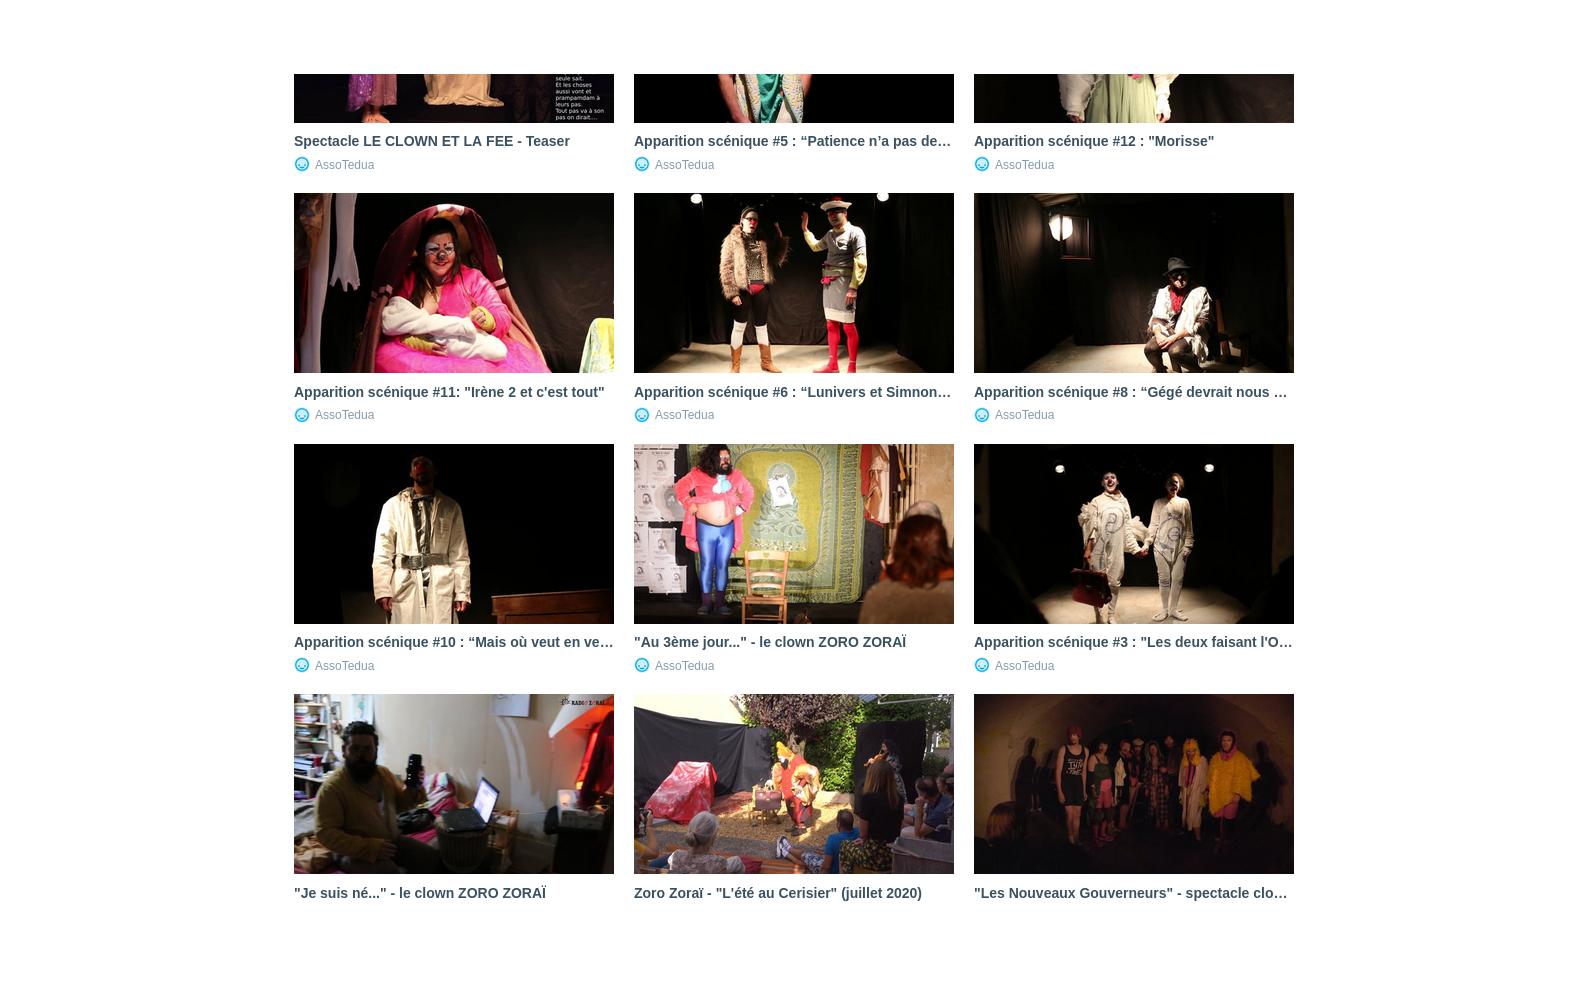 seule sait.
Et les choses
aussi vont et
prampamdam à
leurs pas.
Tout pas va à son
pas on dirait....
Spectacle LE CLOWN ET LA FEE - Teaser
AssoTedua
Apparition scénique #5 : “Patience n’a pas de…
AssoTedua
Apparition scénique #12 : "Morisse"
AssoTedua
Apparition scénique #11: "Irène 2 et c'est tout"
AssoTedua
Apparition scénique #6 : “Lunivers et Simnon…
AssoTedua
Apparition scénique #8 : “Gégé devrait nous …
AssoTedua
Apparition scénique #10 : “Mais où veut en ve…
AssoTedua
"Au 3ème jour..." - le clown ZORO ZORAÏ
AssoTedua
Apparition scénique #3 : "Les deux faisant l'O…
AssoTedua
"Je suis né..." - le clown ZORO ZORAÏ
Zoro Zoraï - "L'été au Cerisier" (juillet 2020)
"Les Nouveaux Gouverneurs" - spectacle clo…